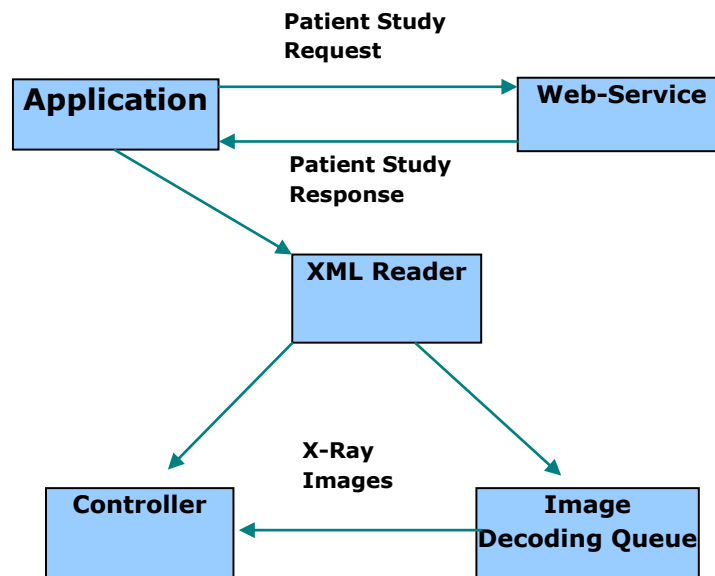 Patient Study
Request
Application
Web-Service
Patient Study
Response
XML Reader
X-Ray
Images
Controller
Image
Decoding Queue